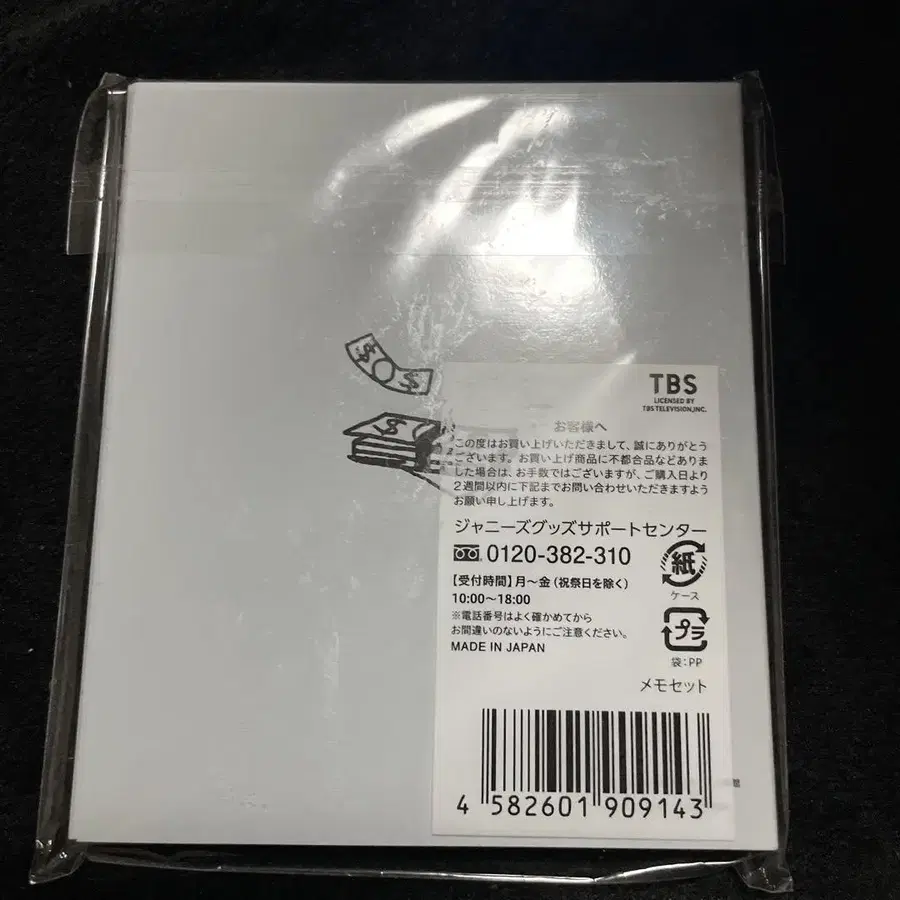 TBS
LICENSED BY
TBS TELEVISION,INC.
お客様へ
この度はお買い上げいただきまして、誠にありがとう
ございます。お買い上げ商品に不都合品などありま
した場合は、お手数ではございますが、ご購入日より
2週間以内に下記までお問い合わせいただきますよう
お願い申し上げます。
ジャニーズグッズサポートセンター
0120-382-310
【受付時間】月〜金(祝祭日を除く)
10:00〜18:00
※電話番号はよく確かめてから
お間違いのないようにご注意ください。
MADE IN JAPAN
紙
ケース
プラ
袋:PP
メモセット
4 582601 909143